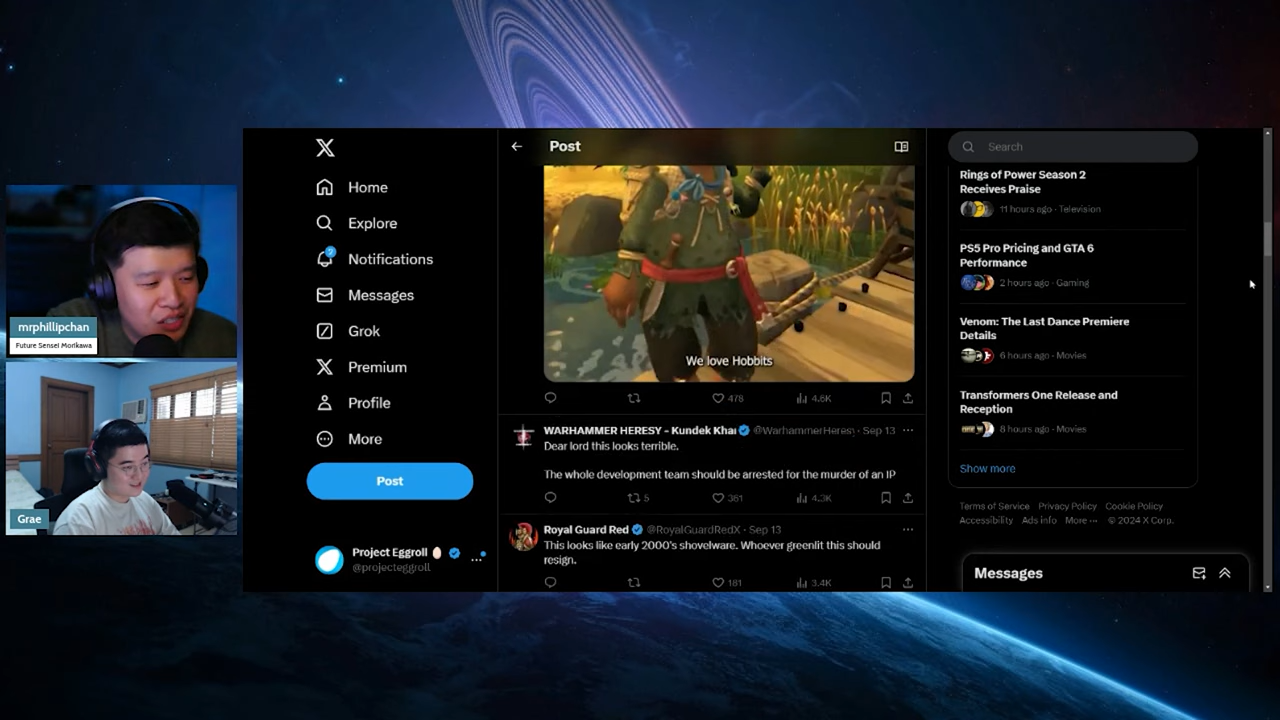 mrphillipchan
Future Sensei Morikawa
Grae
Home
Explore
2
Notifications
Messages
Grok
Premium
Profile
More
Post
Project Eggroll
@projecteggroll
Post
We love Hobbits
478
4.6K
WARHAMMER HERESY - Kundek Khar @WarhammerHeresy · Sep 13
Dear lord this looks terrible.
The whole development team should be arrested for the murder of an IP
5
361
4.3K
Royal Guard Red @RoyalGuardRedX · Sep 13
This looks like early 2000's shovelware. Whoever greenlit this should
resign.
181
3.4K
Search
Rings of Power Season 2
Receives Praise
11 hours ago · Television
PS5 Pro Pricing and GTA 6
Performance
2 hours ago · Gaming
Venom: The Last Dance Premiere
Details
6 hours ago · Movies
Transformers One Release and
Reception
8 hours ago · Movies
Show more
Terms of Service Privacy Policy Cookie Policy
Accessibility Ads info More ··· © 2024 X Corp.
Messages